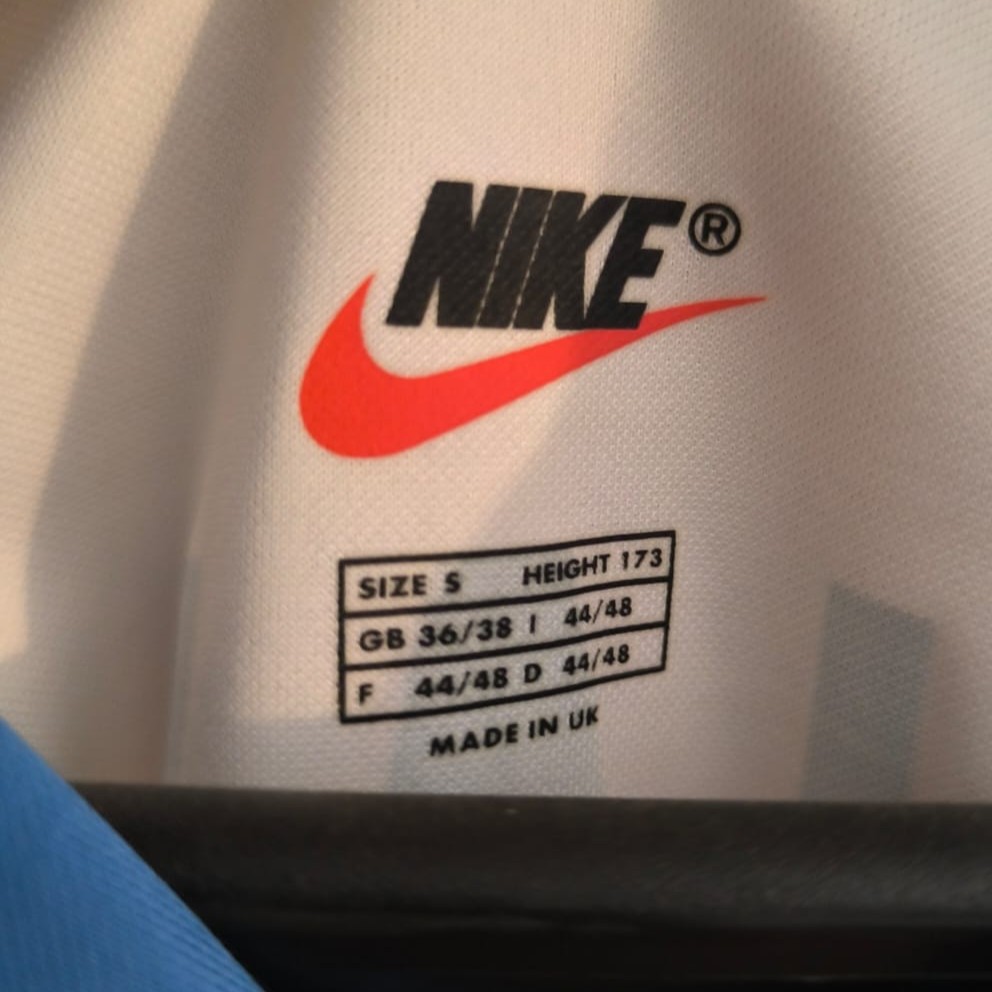 NIKE®
SIZE S HEIGHT 173
GB 36/38 I 44/48
F 44/48 D 44/48
MADE IN UK